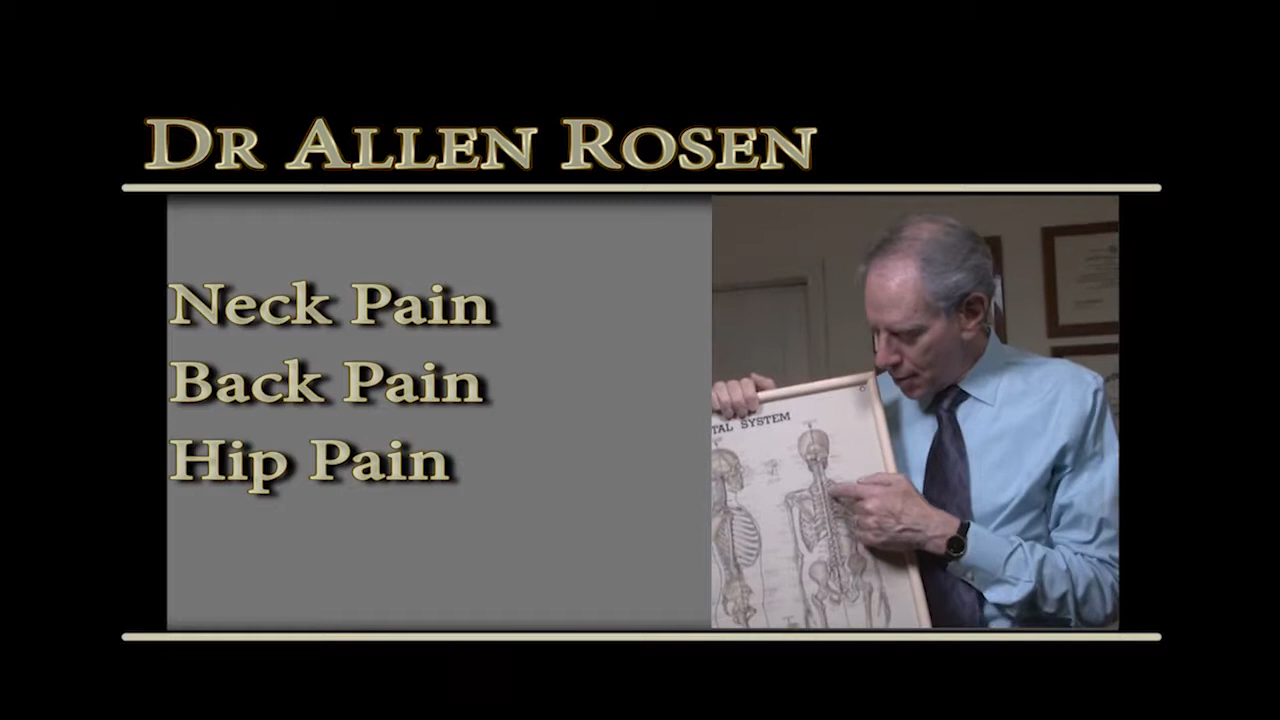 Dr Allen Rosen
Neck Pain
Back Pain
Hip Pain
TAL SYSTEM